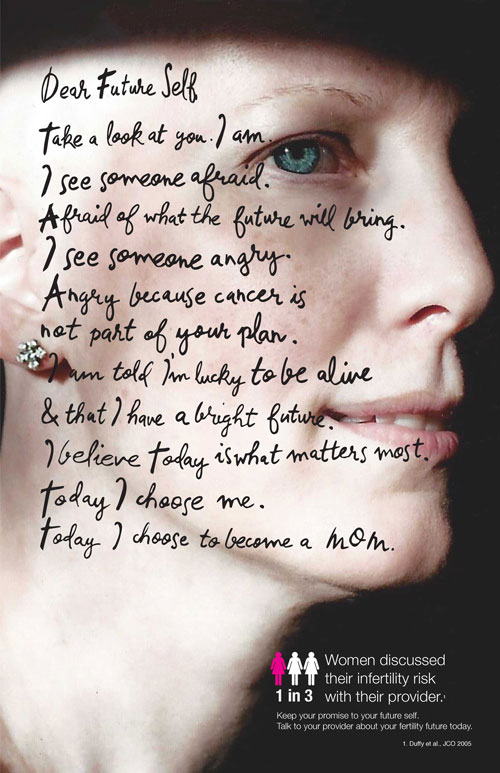 Dear Future Self
Take a look at you. I am.
I see someone afraid.
Afraid of what the future will bring.
I see someone angry.
Angry because cancer is
not part of your plan.
I am told I'm lucky to be alive
& that I have a bright future.
I believe today is what matters most.
Today I choose me.
Today I choose to become a MOM.
1 in 3
Women discussed
their infertility risk
with their provider.¹
Keep your promise to your future self.
Talk to your provider about your fertility future today.
1. Duffy et al., JCO 2005